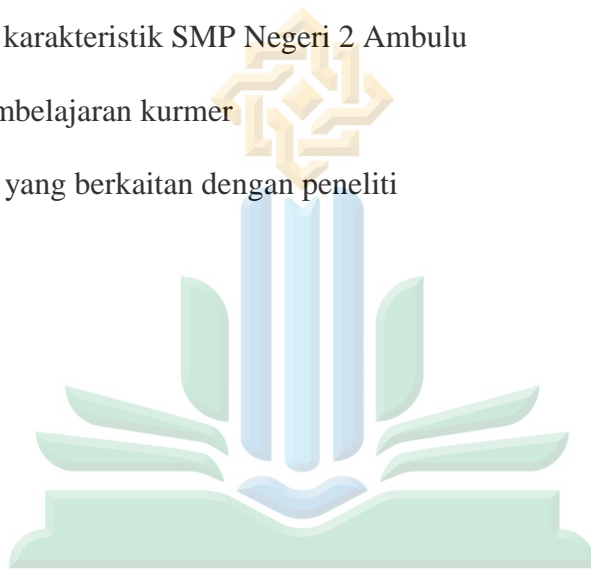 karakteristik SMP Negeri 2 Ambulu
mbelajaran kurmer
yang berkaitan dengan peneliti